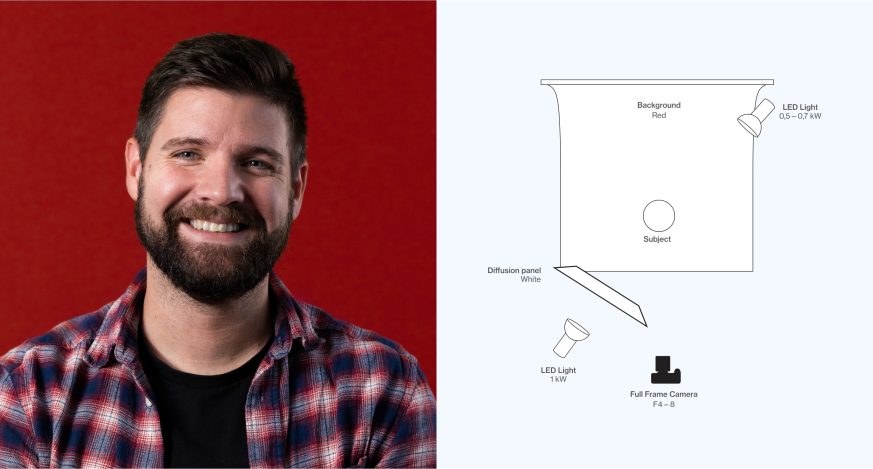 Background
Red
LED Light
0,5 – 0,7 kW
Subject
Diffusion panel
White
LED Light
1 kW
Full Frame Camera
F4 – 8